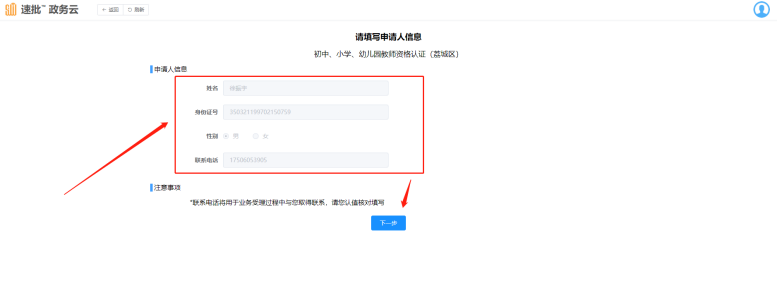 速批™ 政务云
← 返回 刷新
请填写申请人信息
初中、小学、幼儿园教师资格认证（荔城区）
申请人信息
姓名
身份证号
性别 男 女
联系电话
注意事项
*联系电话将用于业务受理过程中与您取得联系，请您认值核对填写
下一步